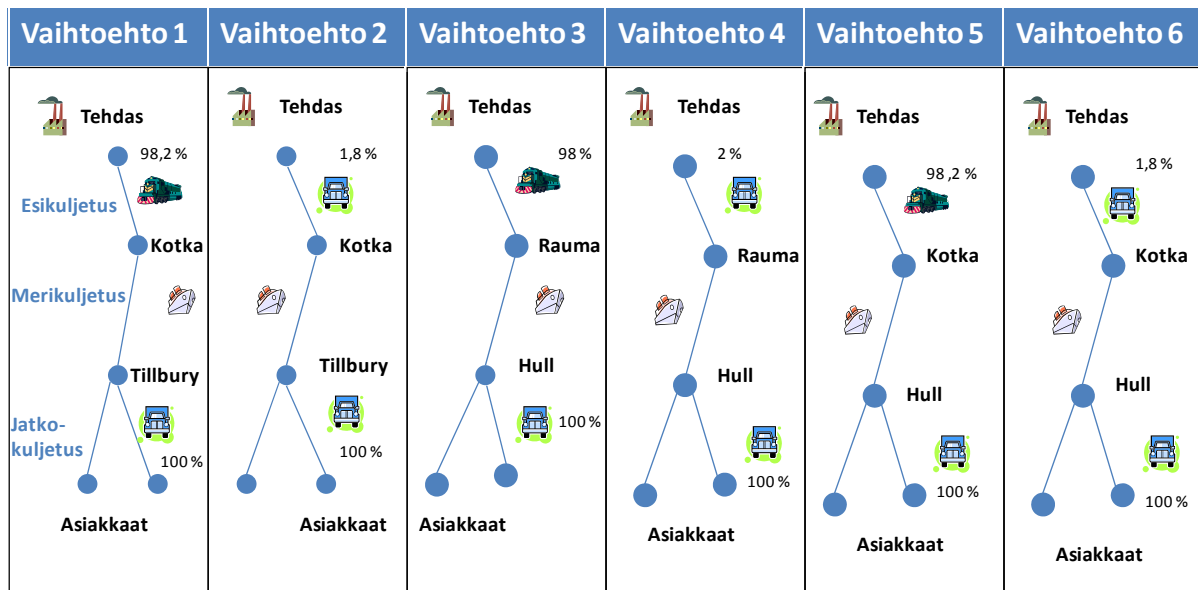 Vaihtoehto 1
Vaihtoehto 2
Vaihtoehto 3
Vaihtoehto 4
Vaihtoehto 5
Vaihtoehto 6
Tehdas
98,2 %
Esikuljetus
Kotka
Merikuljetus
Tillbury
Jatko-
kuljetus
100 %
Asiakkaat
Tehdas
1,8 %
Kotka
Tillbury
100 %
Asiakkaat
Tehdas
98 %
Rauma
Hull
100 %
Asiakkaat
Tehdas
2 %
Rauma
Hull
100 %
Asiakkaat
Tehdas
98 ,2 %
Kotka
Hull
100 %
Asiakkaat
Tehdas
1,8 %
Kotka
Hull
100 %
Asiakkaat